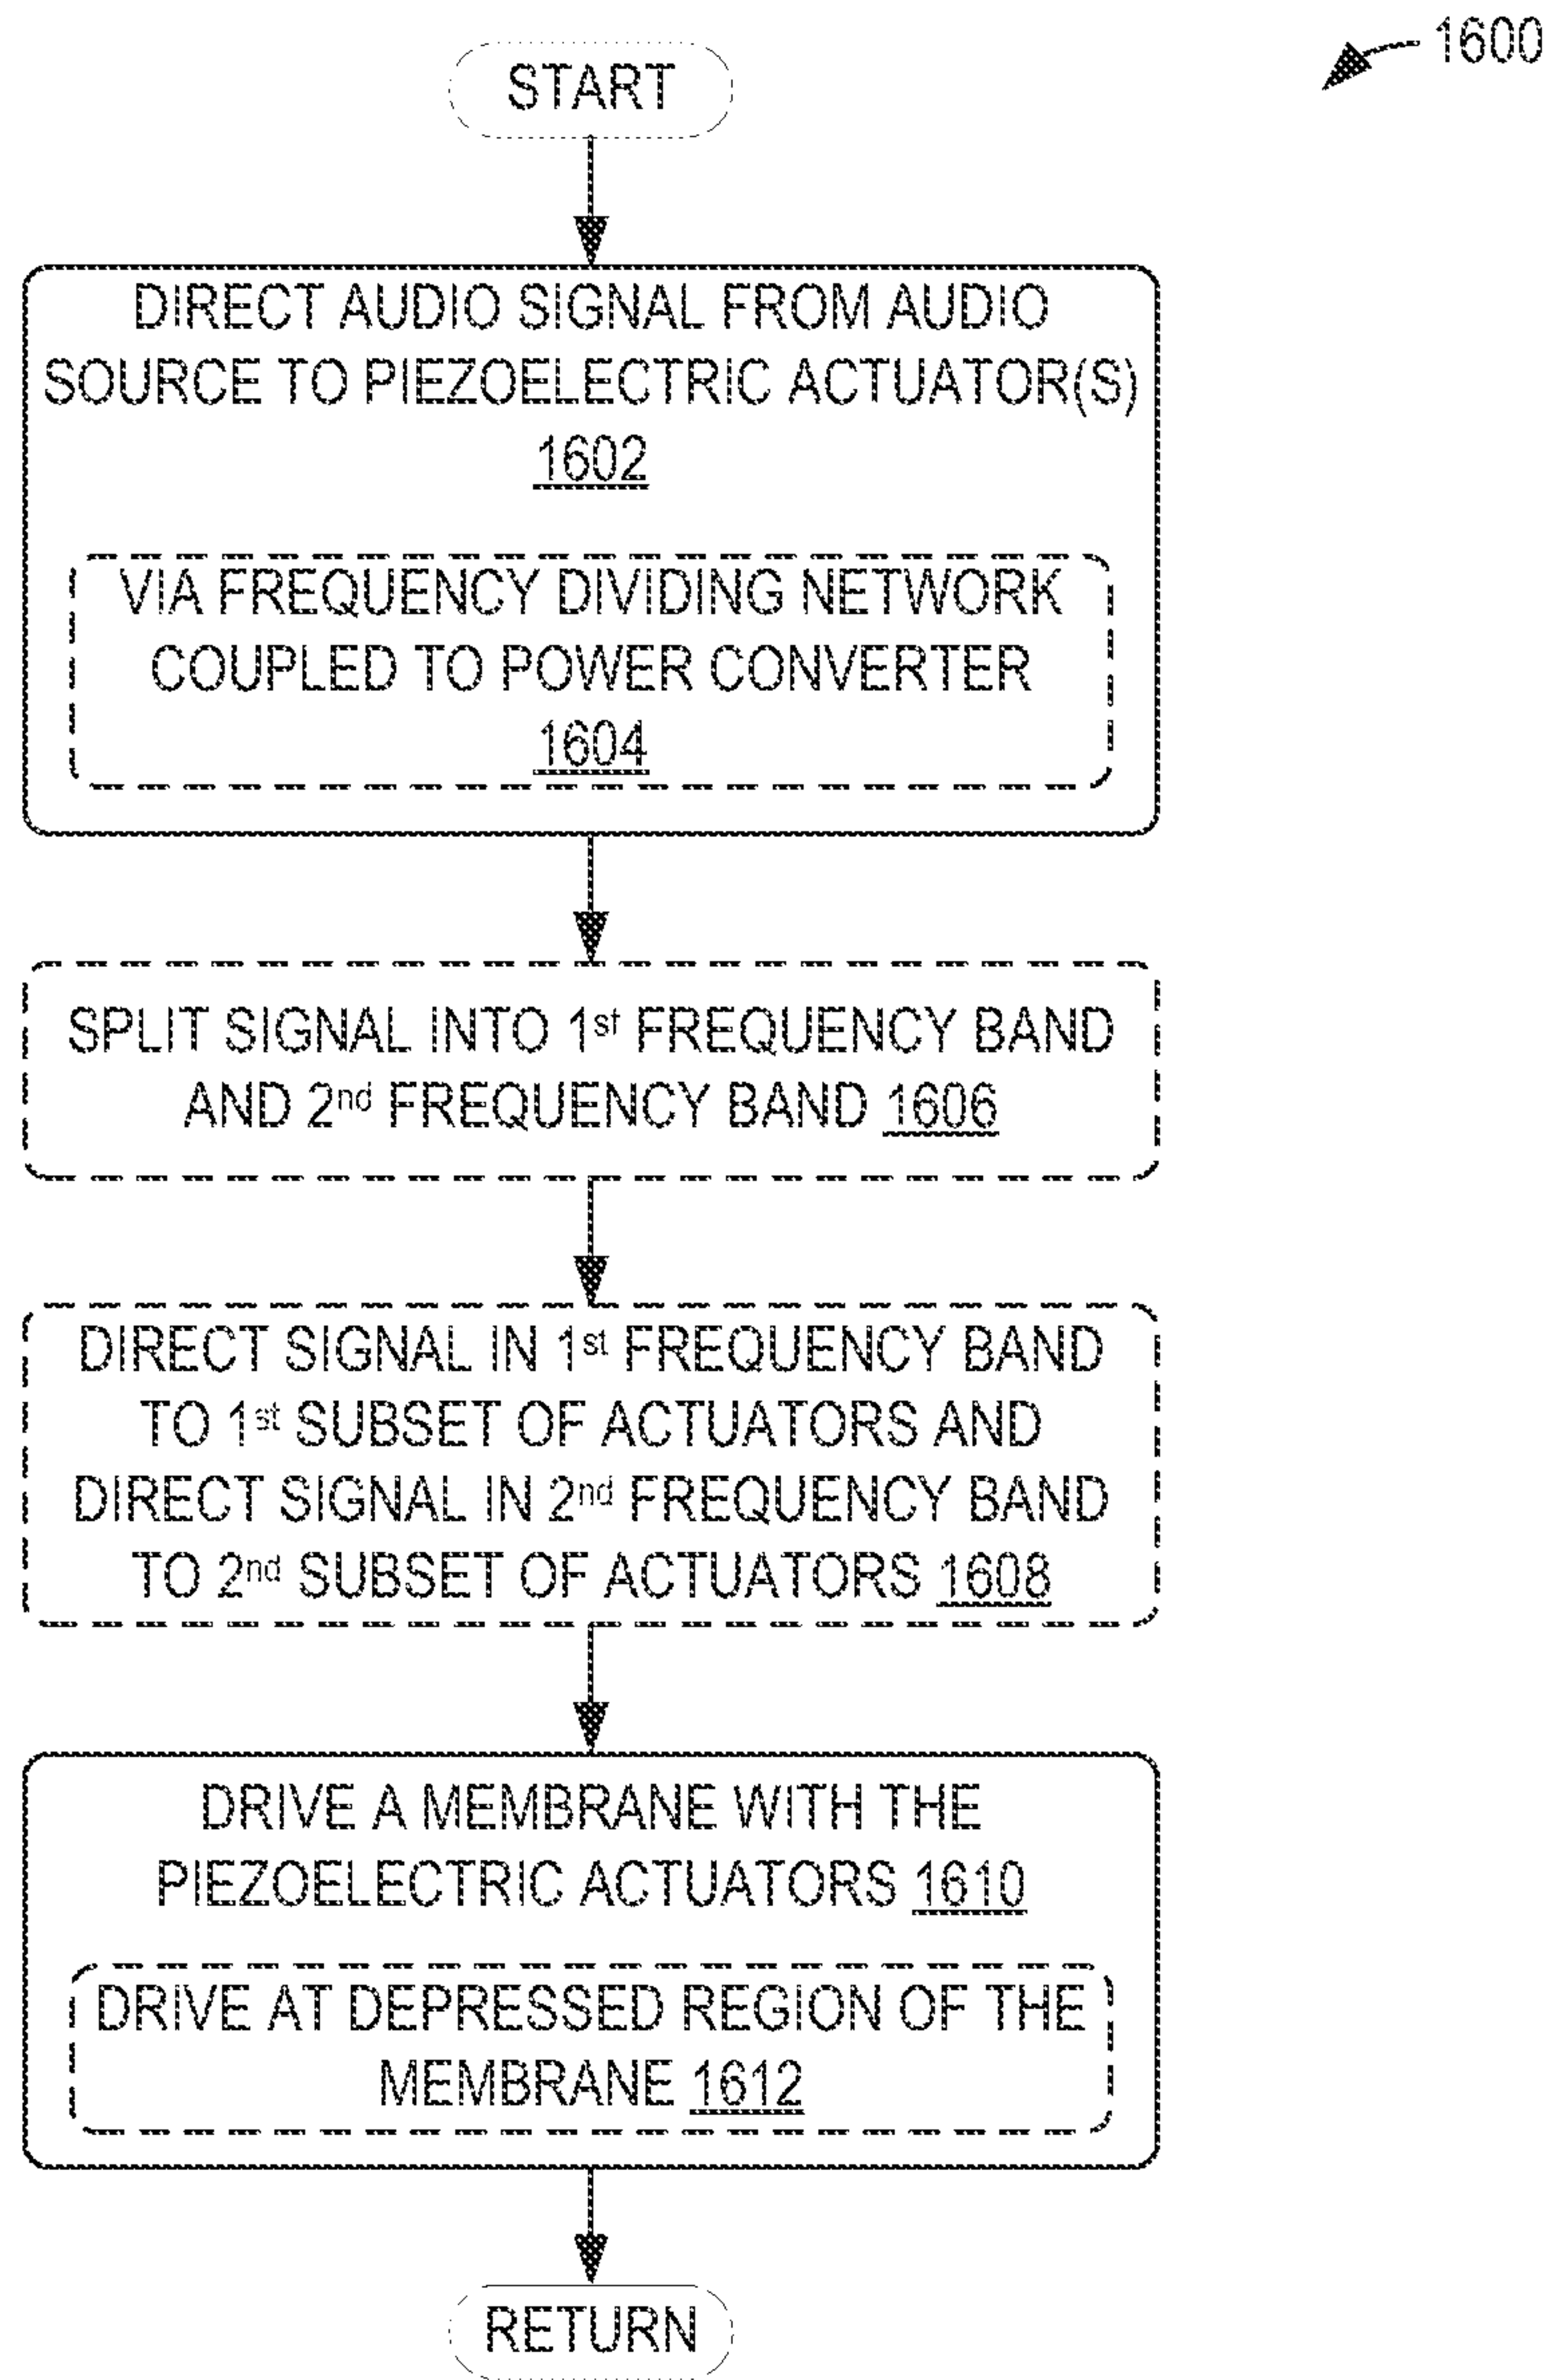 1600
START
DIRECT AUDIO SIGNAL FROM AUDIO
SOURCE TO PIEZOELECTRIC ACTUATOR(S)
1602
VIA FREQUENCY DIVIDING NETWORK
COUPLED TO POWER CONVERTER
1604
SPLIT SIGNAL INTO 1st FREQUENCY BAND
AND 2nd FREQUENCY BAND 1606
DIRECT SIGNAL IN 1st FREQUENCY BAND
TO 1st SUBSET OF ACTUATORS AND
DIRECT SIGNAL IN 2nd FREQUENCY BAND
TO 2nd SUBSET OF ACTUATORS 1608
DRIVE A MEMBRANE WITH THE
PIEZOELECTRIC ACTUATORS 1610
DRIVE AT DEPRESSED REGION OF THE
MEMBRANE 1612
RETURN